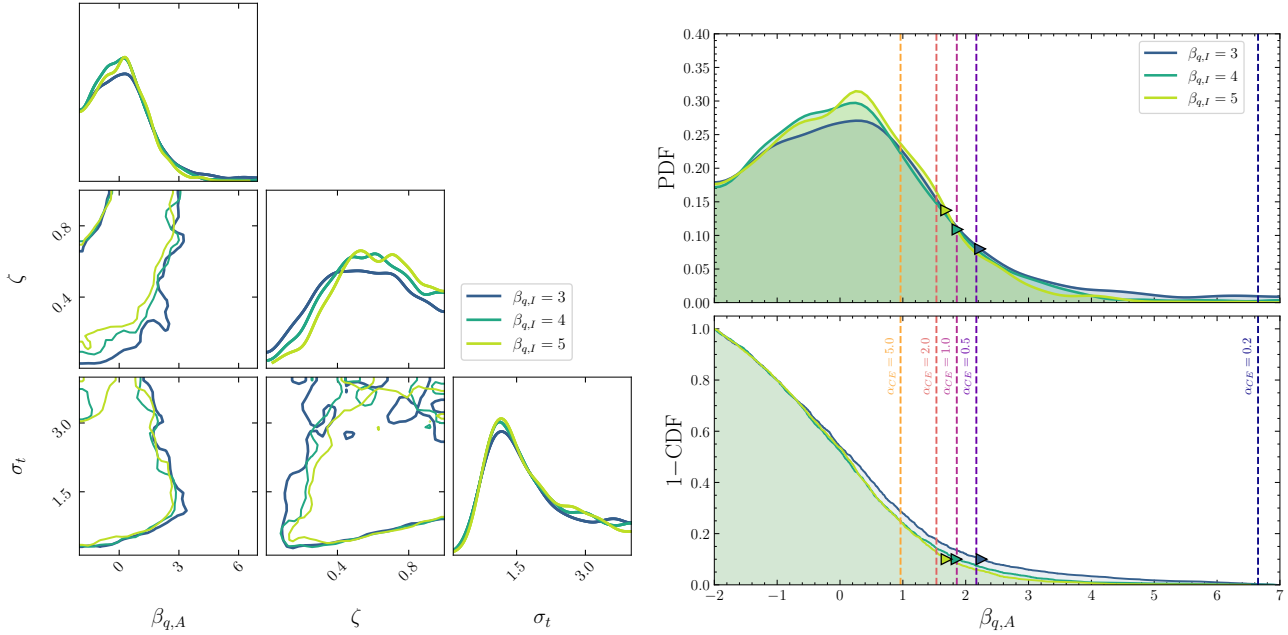 0.8
0.4
ζ
3.0
1.5
σ_t
0
3
6
β_{q,A}
0.4
0.8
ζ
1.5
3.0
σ_t
β_{q,I} = 3
β_{q,I} = 4
β_{q,I} = 5
0.40
0.35
0.30
0.25
0.20
0.15
0.10
0.05
0.00
PDF
β_{q,I} = 3
β_{q,I} = 4
β_{q,I} = 5
1.0
0.8
0.6
0.4
0.2
0.0
1−CDF
α_{CE} = 5.0
α_{CE} = 2.0
α_{CE} = 1.0
α_{CE} = 0.5
α_{CE} = 0.2
−2
−1
0
1
2
3
4
5
6
7
β_{q,A}